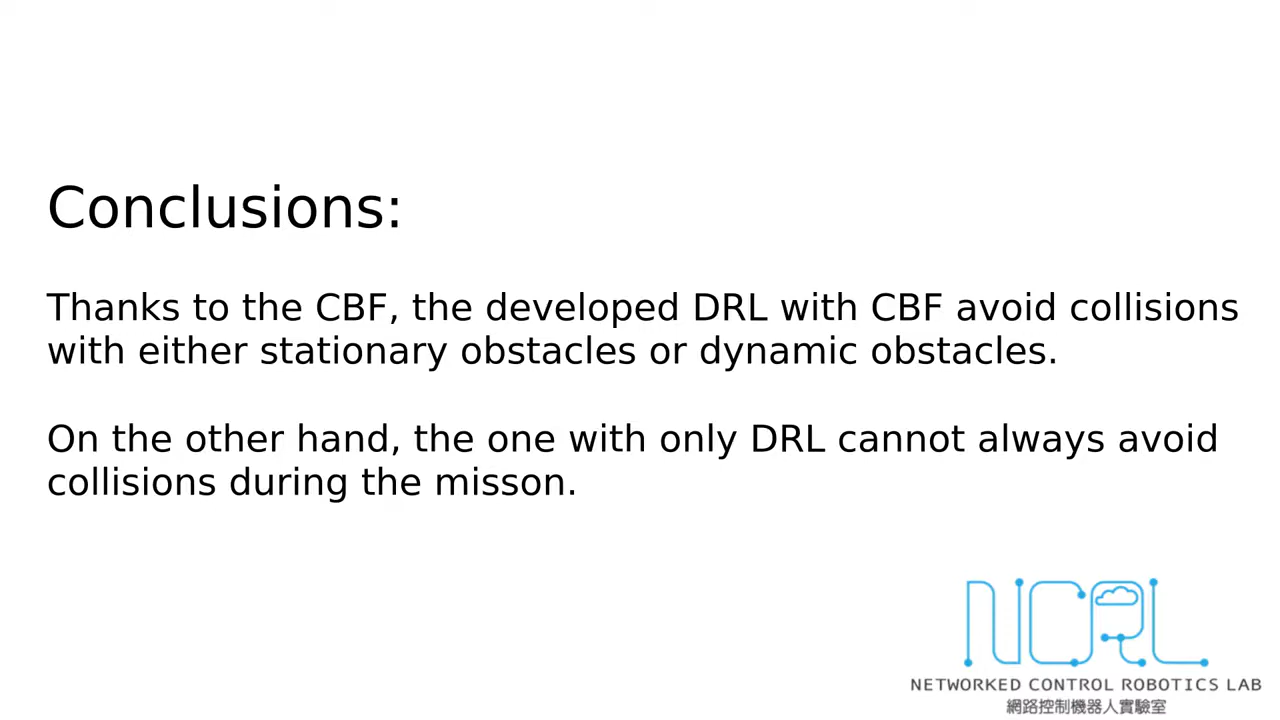 Conclusions:
Thanks to the CBF, the developed DRL with CBF avoid collisions
with either stationary obstacles or dynamic obstacles.
On the other hand, the one with only DRL cannot always avoid
collisions during the misson.
NCRL
NETWORKED CONTROL ROBOTICS LAB
網路控制機器人實驗室